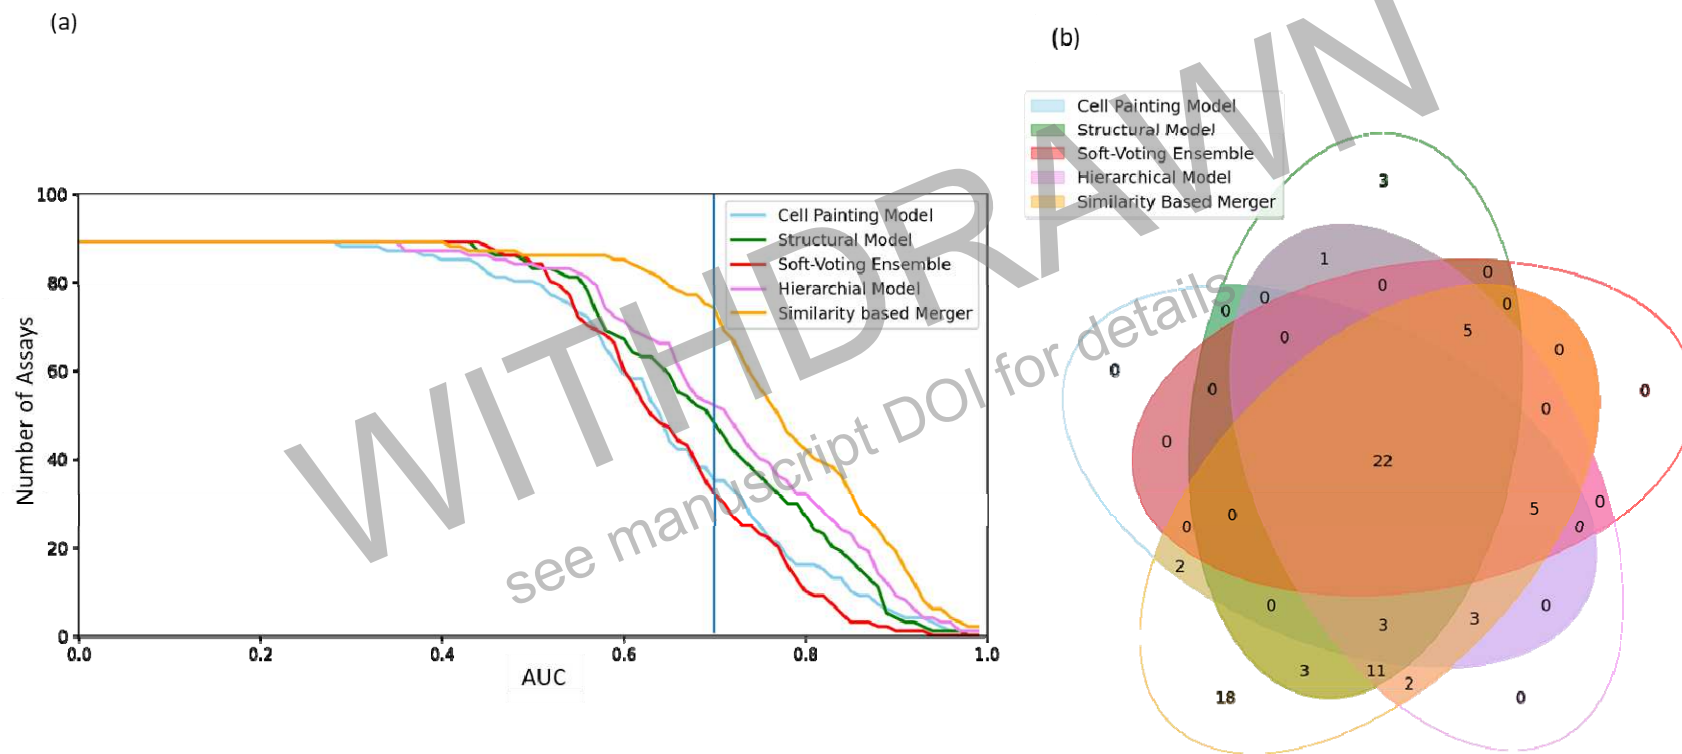 (a)
(b)
Cell Painting Model
Structural Model
Soft-Voting Ensemble
Hierarchical Model
Similarity Based Merger
100
80
60
40
20
0
Number of Assays
0.0 0.2 0.4 0.6 0.8 1.0
AUC
Cell Painting Model
Structural Model
Soft-Voting Ensemble
Hierarchial Model
Similarity based Merger
3
1
0
0
0
0
0
0
5
0
0
0
0
0
0
0
22
0
5
0
0
0
2
0
0
3
3
3
11
2
18
0
WITHDRAWN
see manuscript DOI for details